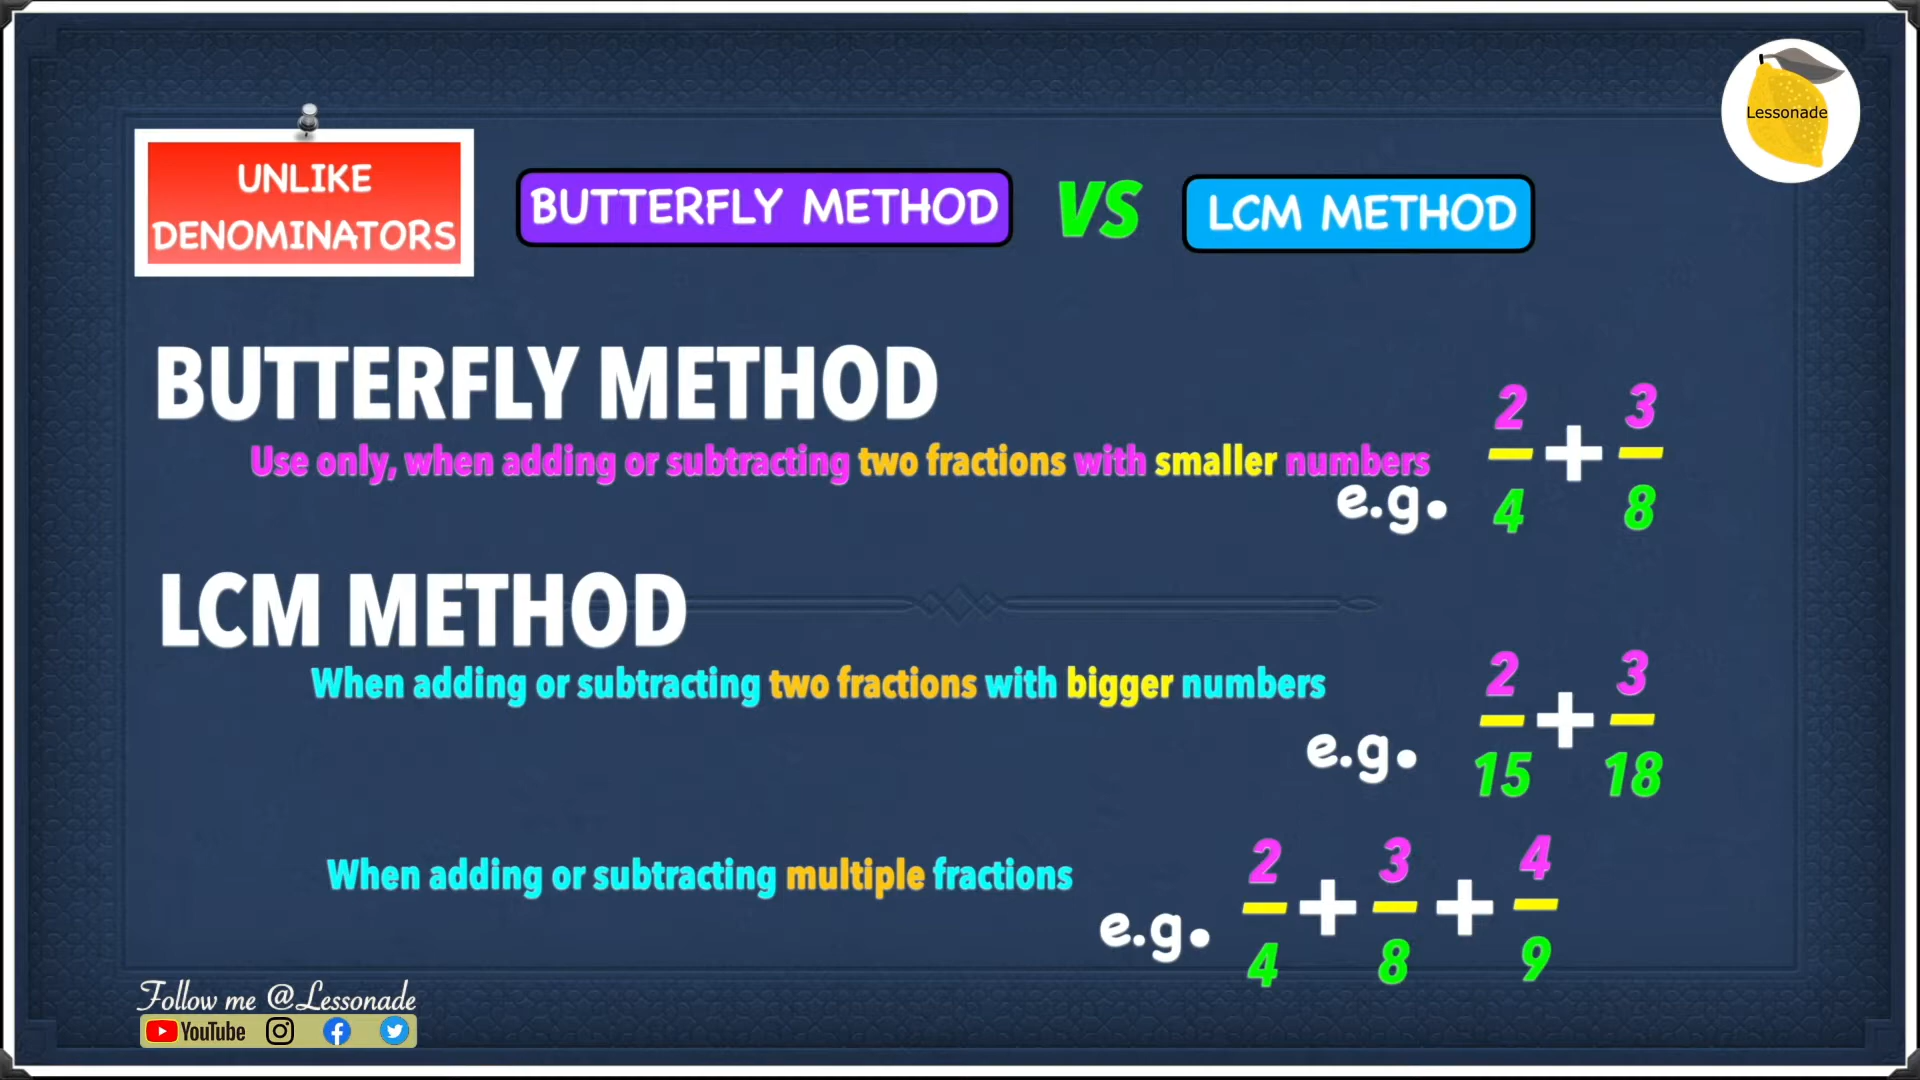 Lessonade
UNLIKE
DENOMINATORS
BUTTERFLY METHOD VS LCM METHOD
BUTTERFLY METHOD
Use only, when adding or subtracting two fractions with smaller numbers
e.g. 2/4 + 3/8
LCM METHOD
When adding or subtracting two fractions with bigger numbers
e.g. 2/15 + 3/18
When adding or subtracting multiple fractions
e.g. 2/4 + 3/8 + 4/9
Follow me @Lessonade
YouTube